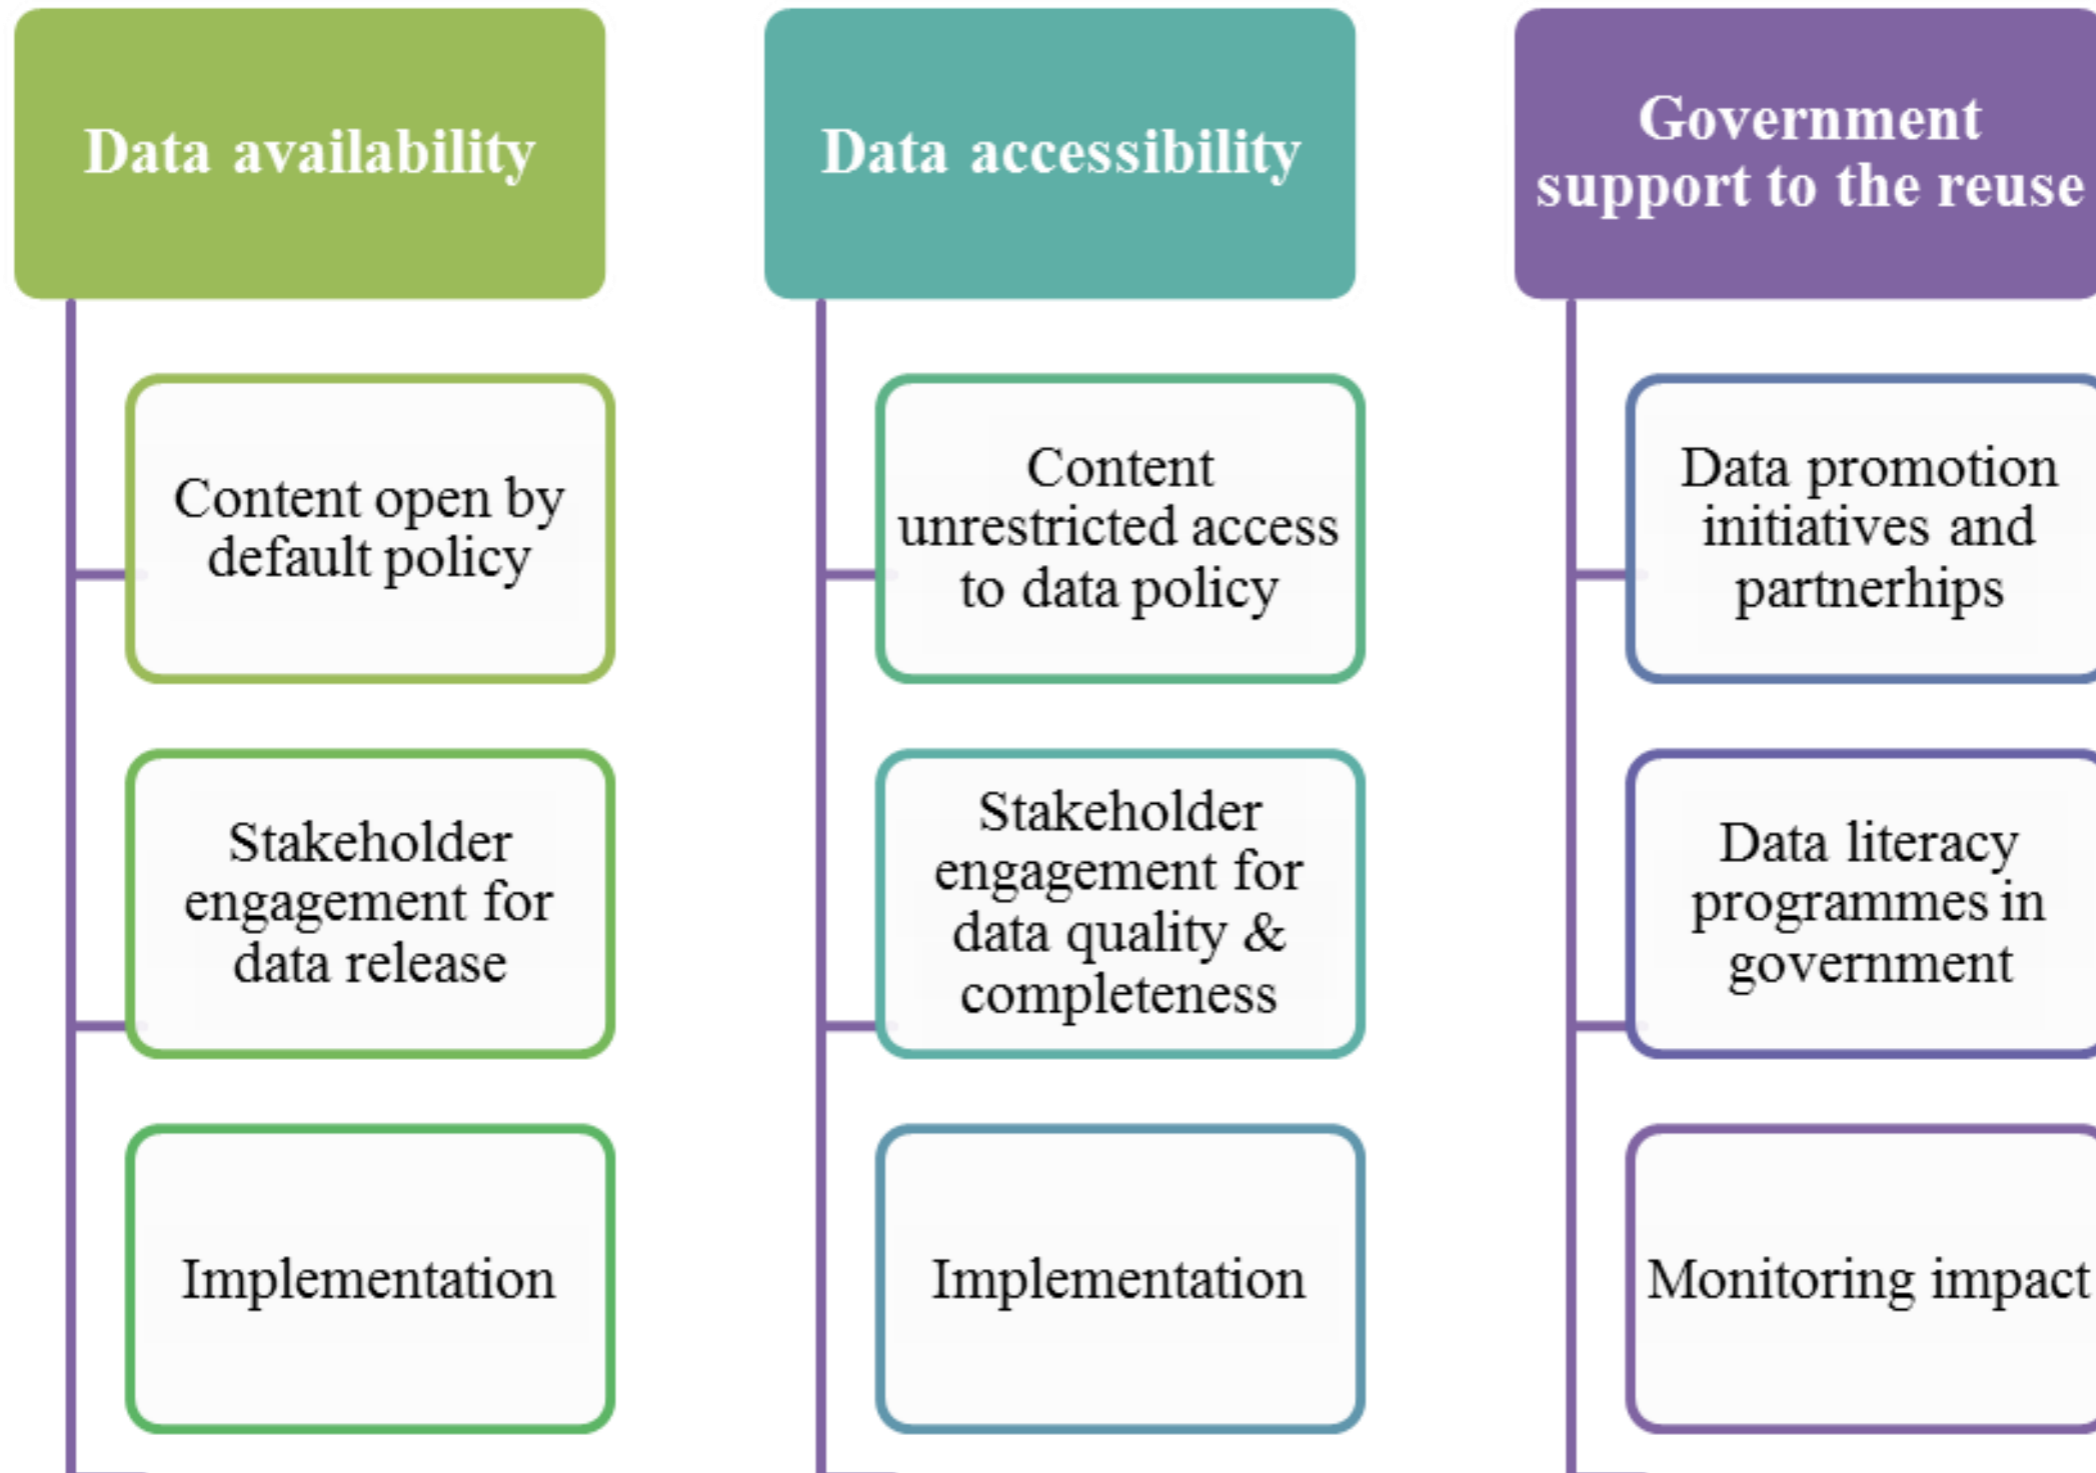 Data availability
Content open by
default policy
Stakeholder
engagement for
data release
Implementation
Data accessibility
Content
unrestricted access
to data policy
Stakeholder
engagement for
data quality &
completeness
Implementation
Government
support to the reuse
Data promotion
initiatives and
partnerhips
Data literacy
programmes in
government
Monitoring impact